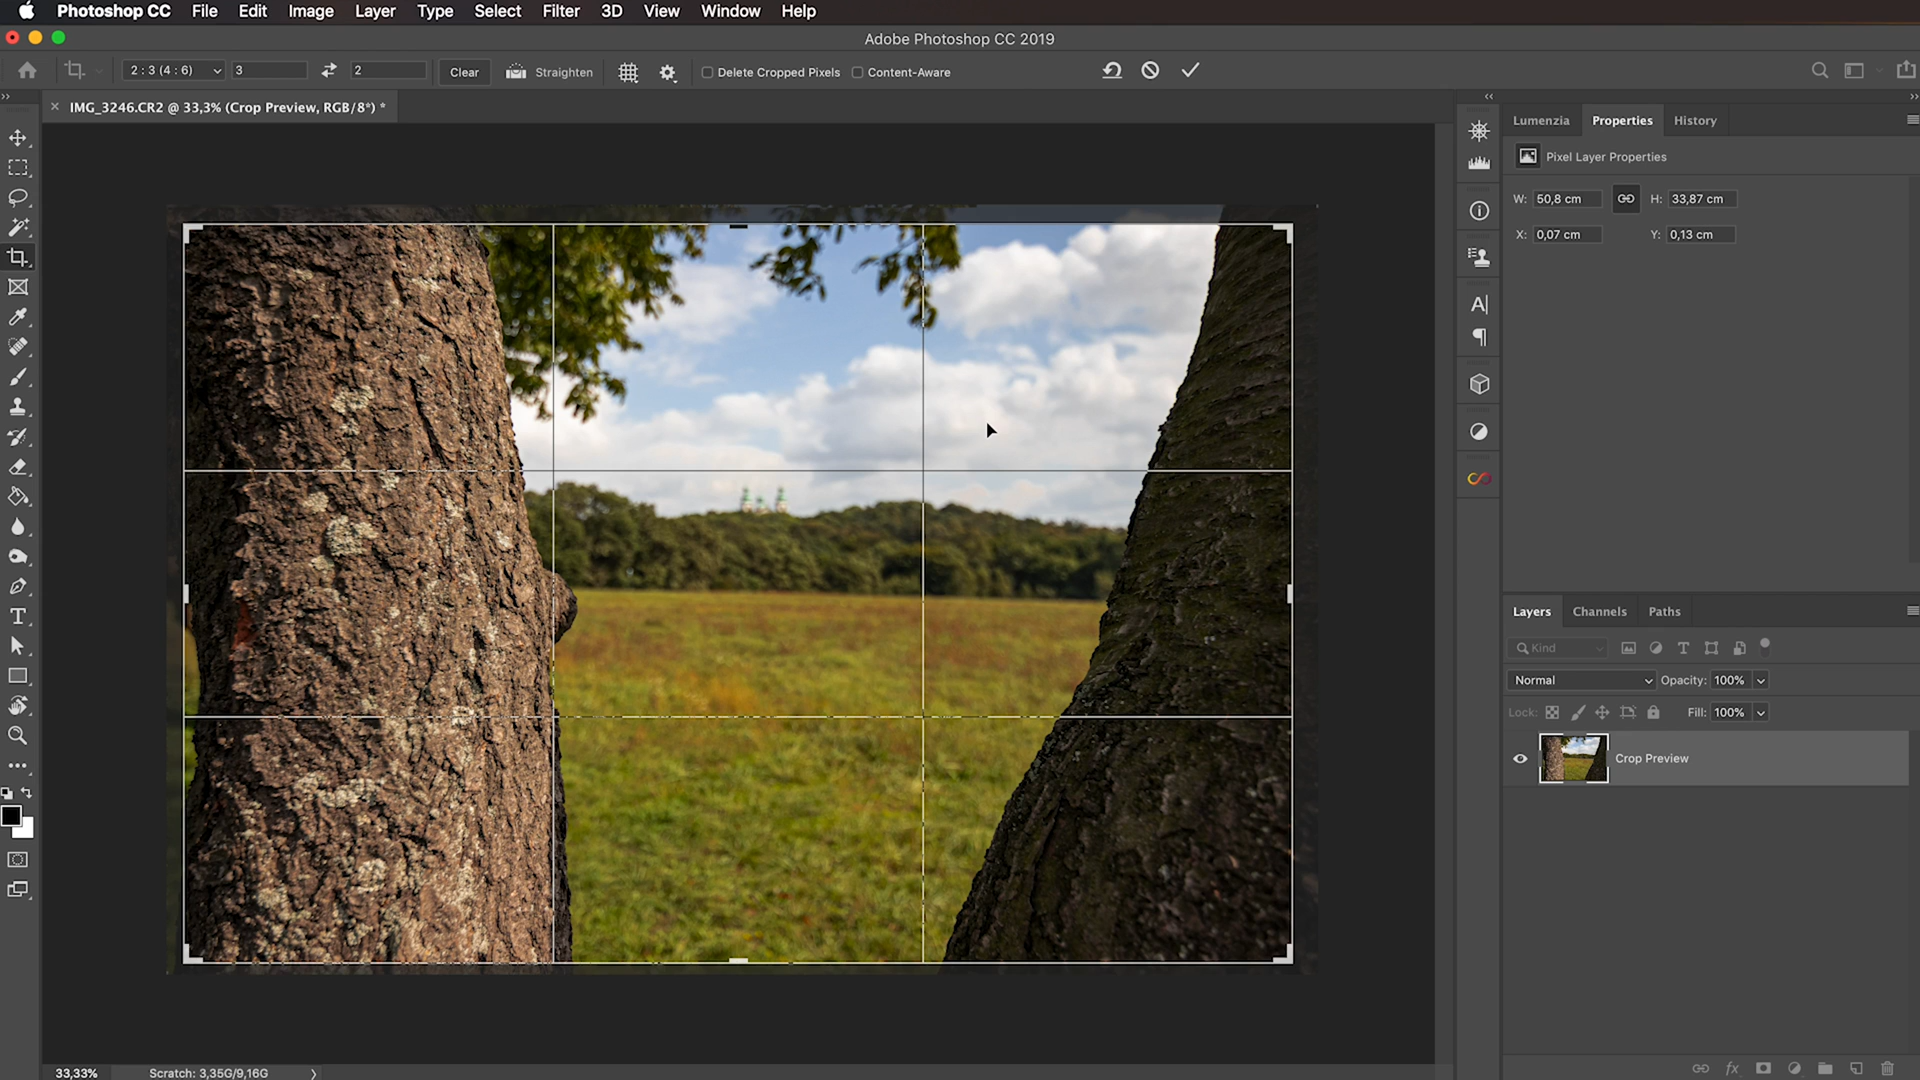 Photoshop CC File Edit Image Layer Type Select Filter 3D View Window Help
Adobe Photoshop CC 2019
2 : 3 (4 : 6) 3 2 Clear Straighten Delete Cropped Pixels Content-Aware
IMG_3246.CR2 @ 33,3% (Crop Preview, RGB/8*) *
Lumenzia Properties History
Pixel Layer Properties
W: 50,8 cm H: 33,87 cm
X: 0,07 cm Y: 0,13 cm
Layers Channels Paths
Kind
Normal Opacity: 100%
Lock: Fill: 100%
Crop Preview
33,33% Scratch: 3,35G/9,16G